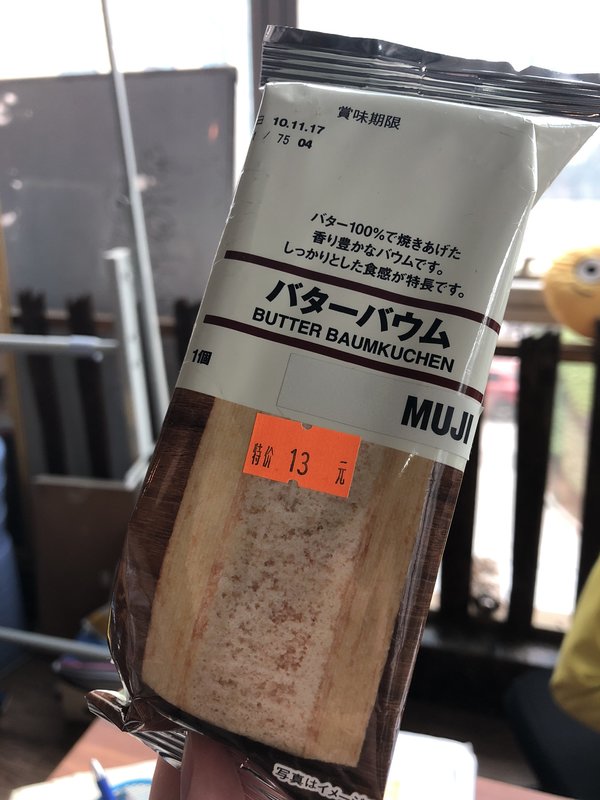 賞味期限
10.11.17
/ 75 04
バター100%で焼きあげた
香り豊かなバウムです。
しっかりとした食感が特長です。
バターバウム
BUTTER BAUMKUCHEN
1個
MUJI
特价 13 元
写真はイメージ